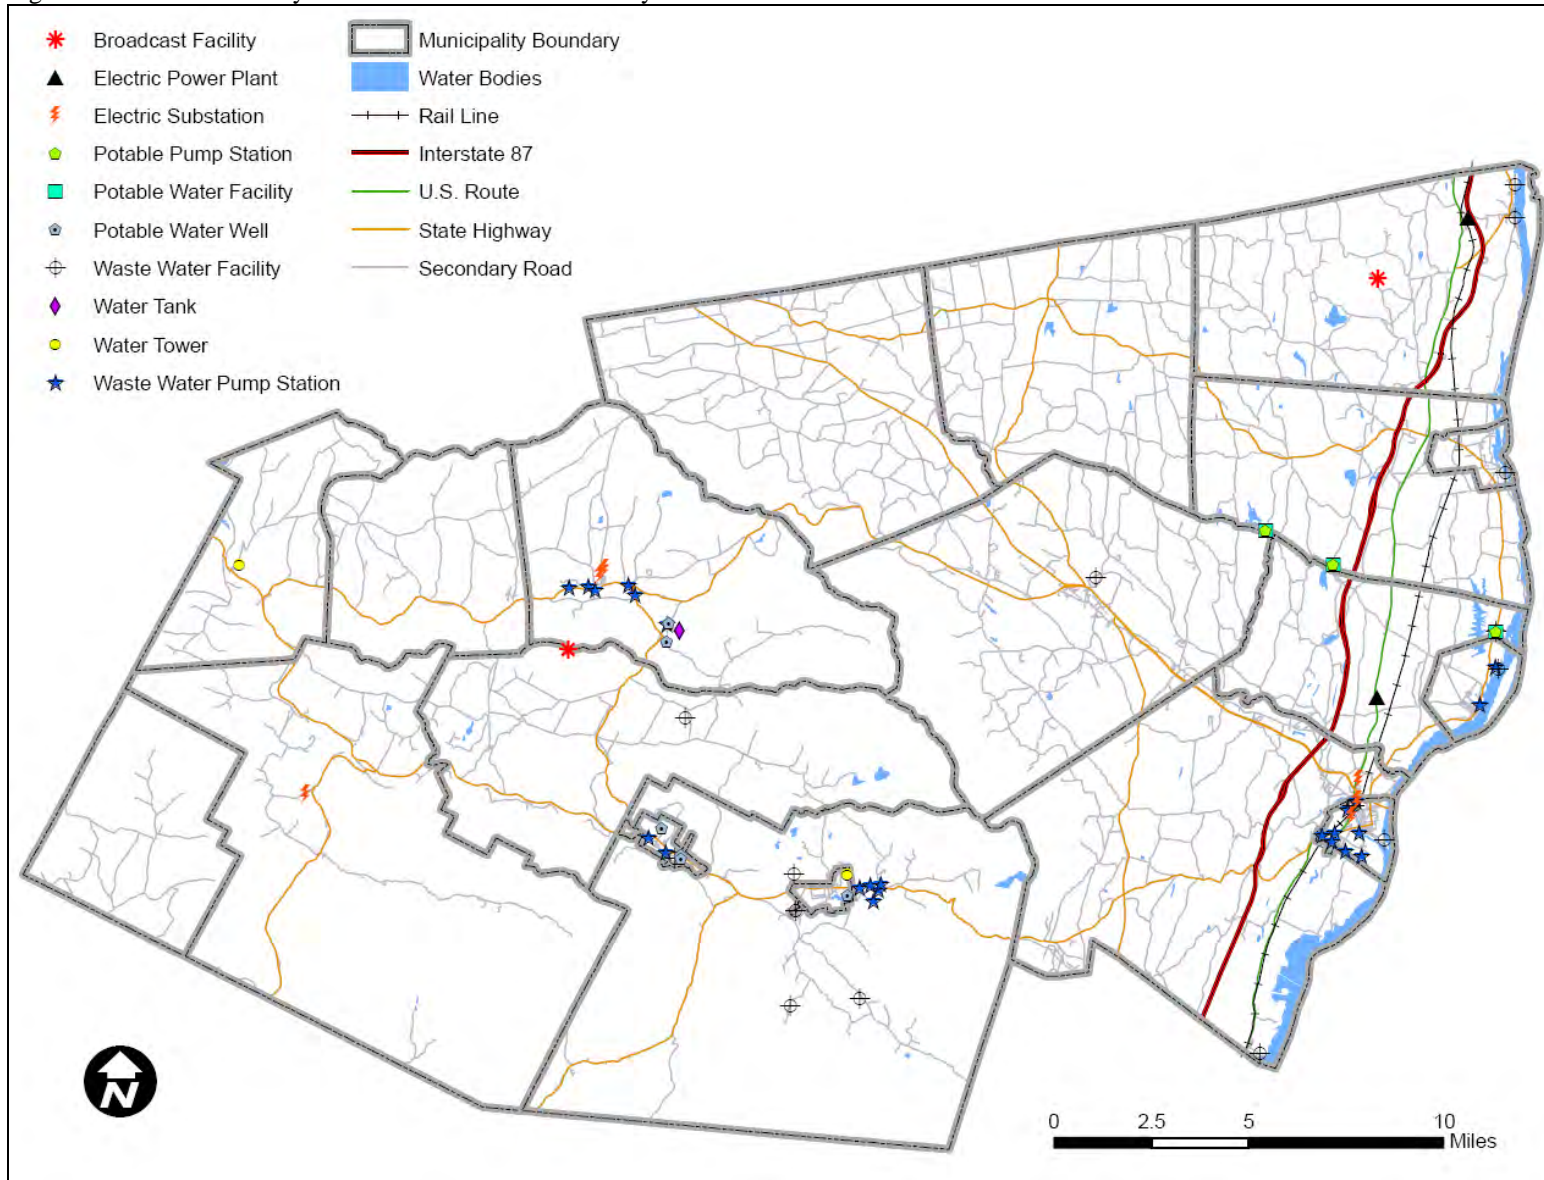 Broadcast Facility
Electric Power Plant
Electric Substation
Potable Pump Station
Potable Water Facility
Potable Water Well
Waste Water Facility
Water Tank
Water Tower
Waste Water Pump Station
Municipality Boundary
Water Bodies
Rail Line
Interstate 87
U.S. Route
State Highway
Secondary Road
N
0 2.5 5 10
Miles